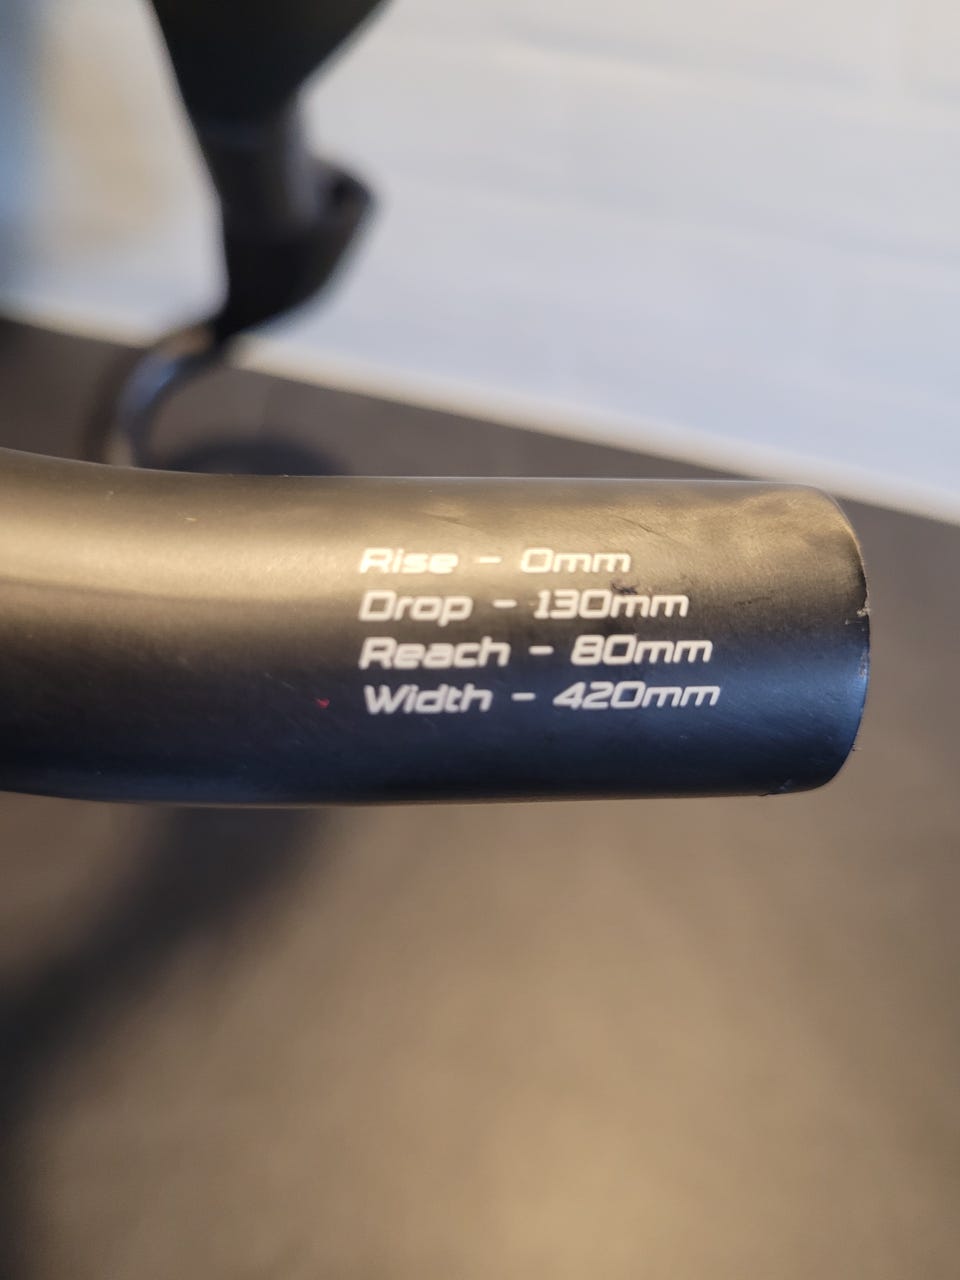 Rise - 0mm
Drop - 130mm
Reach - 80mm
Width - 420mm